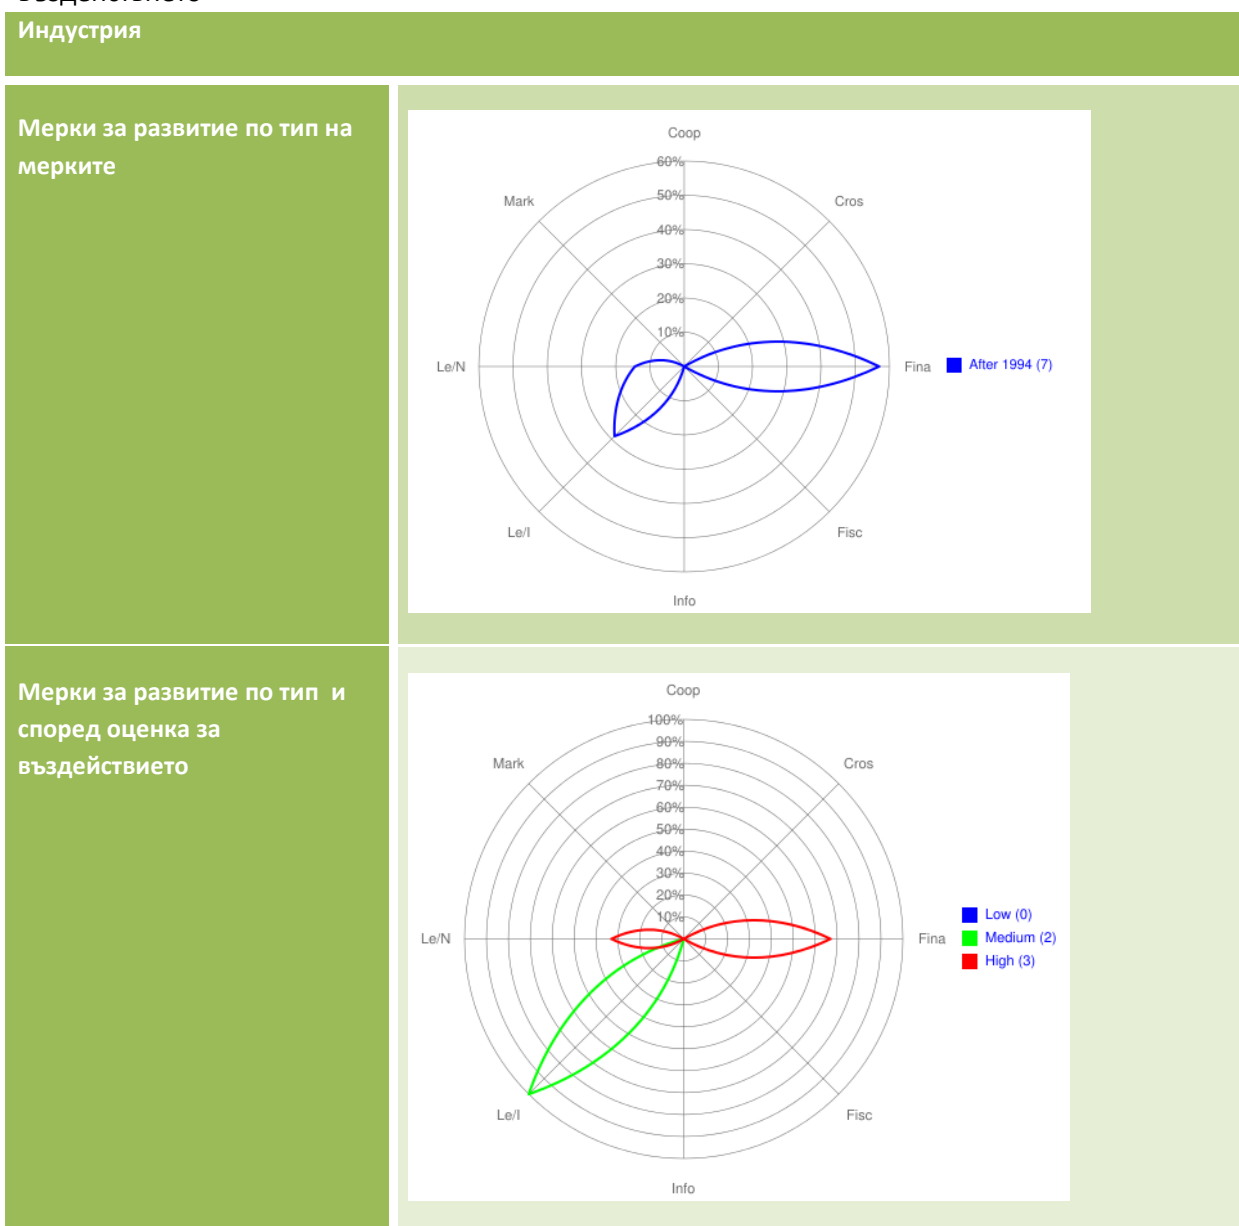 Индустрия
Мерки за развитие по тип на
мерките
Coop
60%
50%
40%
30%
20%
10%
Mark
Cros
Le/N
Fina
After 1994 (7)
Le/I
Fisc
Info
Мерки за развитие по тип и
според оценка за
въздействието
Coop
100%
90%
80%
70%
60%
50%
40%
30%
20%
10%
Mark
Cros
Le/N
Fina
Low (0)
Medium (2)
High (3)
Le/I
Fisc
Info